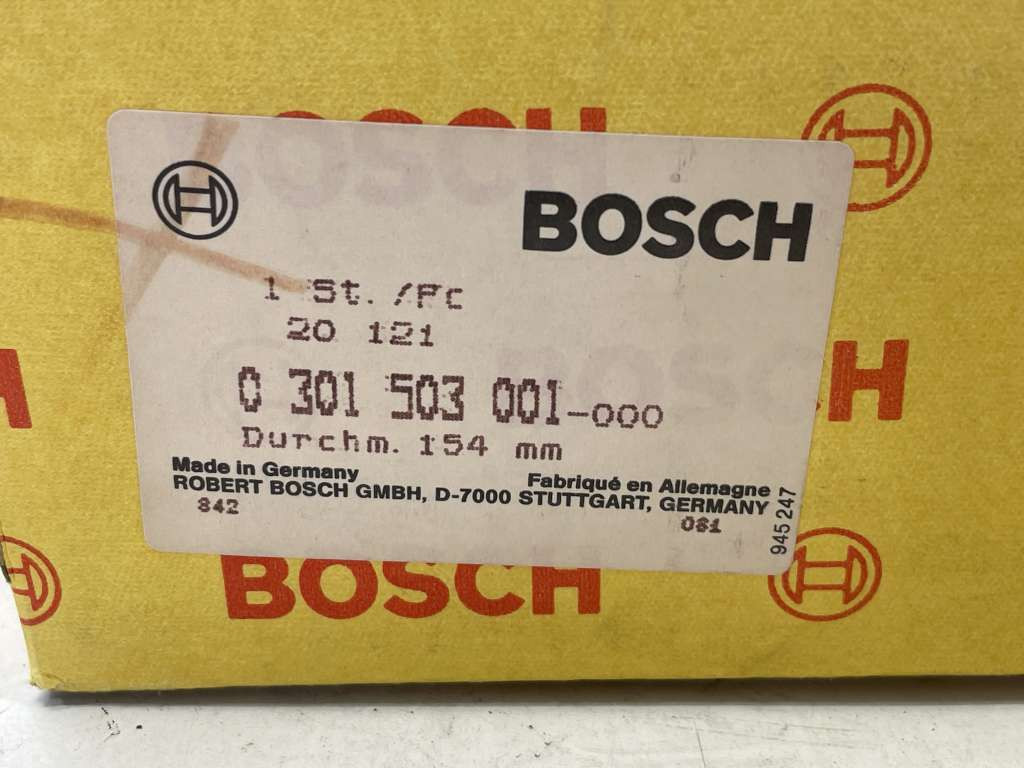 BOSCH
BOSCH
1 St./PC
20 121
0 301 503 001-000
Durchm. 154 mm
Made in Germany
Fabriqué en Allemagne
ROBERT BOSCH GMBH, D-7000 STUTTGART, GERMANY
842
081
945 247
H
H
BOSCH